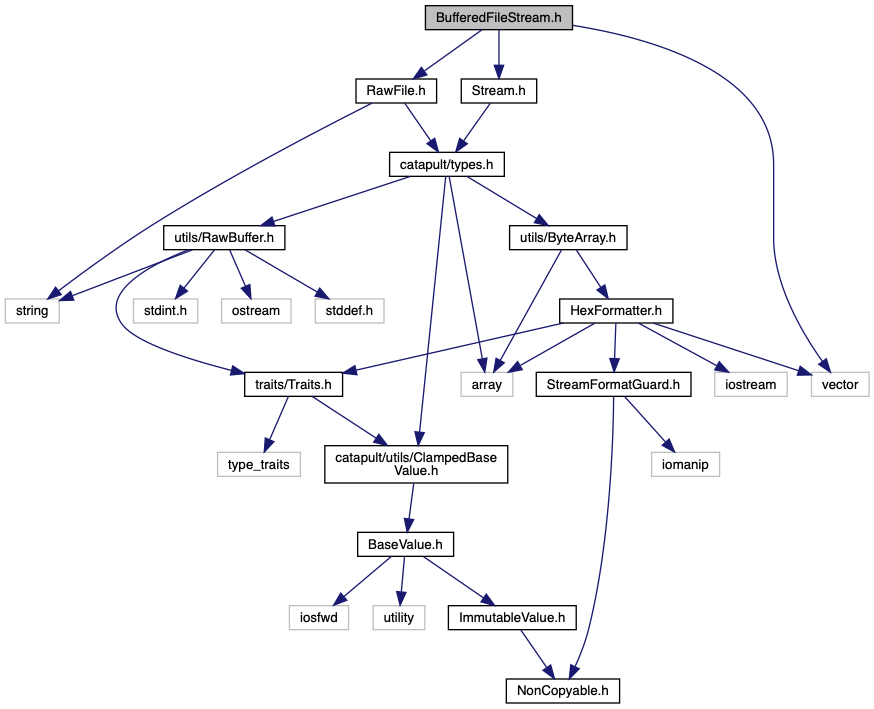 BufferedFileStream.h
RawFile.h
Stream.h
catapult/types.h
utils/RawBuffer.h
utils/ByteArray.h
string
stdint.h
ostream
stddef.h
HexFormatter.h
traits/Traits.h
array
StreamFormatGuard.h
iostream
vector
type_traits
catapult/utils/ClampedBase
Value.h
iomanip
BaseValue.h
iosfwd
utility
ImmutableValue.h
NonCopyable.h